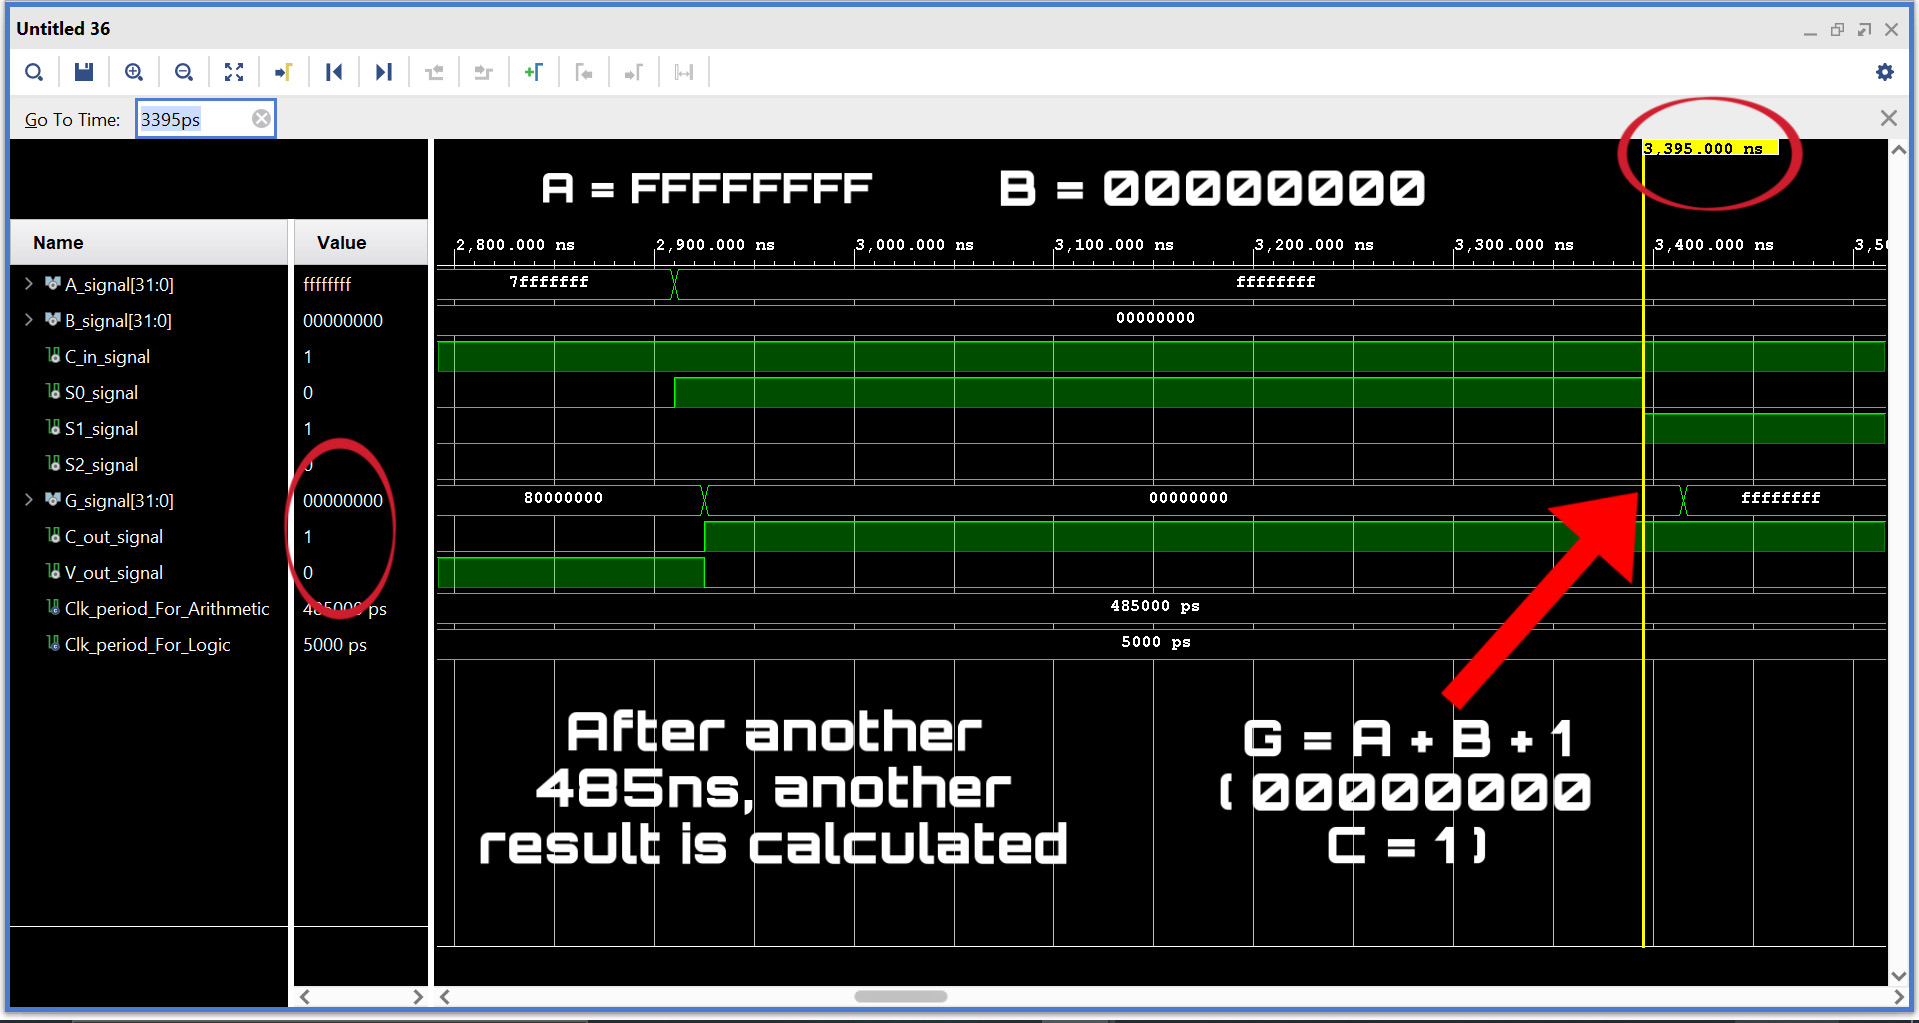 Untitled 36
Go To Time: 3395ps
3,395.000 ns
A = FFFFFFFF B = 00000000
Name Value
2,800.000 ns 2,900.000 ns 3,000.000 ns 3,100.000 ns 3,200.000 ns 3,300.000 ns 3,400.000 ns 3,50
A_signal[31:0] ffffffff 7fffffff ffffffff
B_signal[31:0] 00000000 00000000
C_in_signal 1
S0_signal 0
S1_signal 1
S2_signal 0
G_signal[31:0] 00000000 80000000 00000000 ffffffff
C_out_signal 1
V_out_signal 0
Clk_period_For_Arithmetic 485000 ps 485000 ps
Clk_period_For_Logic 5000 ps 5000 ps
After another
485ns, another
result is calculated
G = A + B + 1
( 00000000
C = 1 )